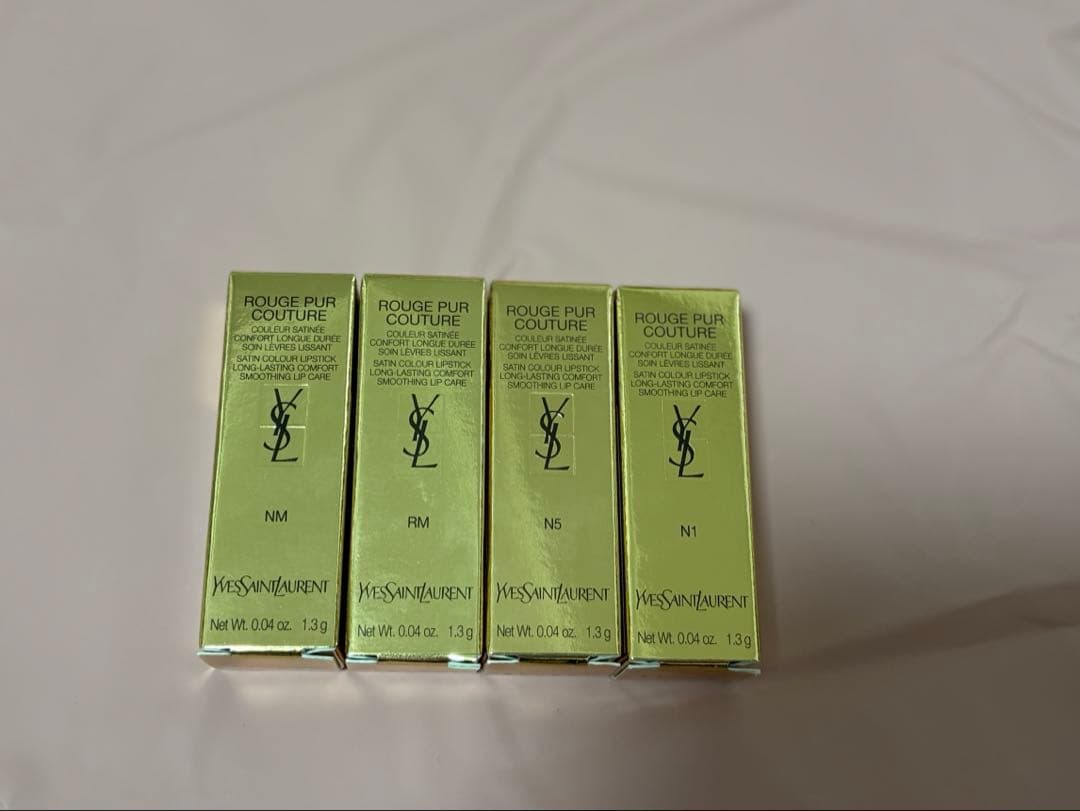 ROUGE PUR
COUTURE
COULEUR SATINÉE
CONFORT LONGUE DURÉE
SOIN LÈVRES LISSANT
SATIN COLOUR LIPSTICK
LONG-LASTING COMFORT
SMOOTHING LIP CARE
YSL
NM
YVESSAINTLAURENT
Net Wt. 0.04 oz. 1.3 g
ROUGE PUR
COUTURE
COULEUR SATINÉE
CONFORT LONGUE DURÉE
SOIN LÈVRES LISSANT
SATIN COLOUR LIPSTICK
LONG-LASTING COMFORT
SMOOTHING LIP CARE
YSL
RM
YVESSAINTLAURENT
Net Wt. 0.04 oz. 1.3 g
ROUGE PUR
COUTURE
COULEUR SATINÉE
CONFORT LONGUE DURÉE
SOIN LÈVRES LISSANT
SATIN COLOUR LIPSTICK
LONG-LASTING COMFORT
SMOOTHING LIP CARE
YSL
N5
YVESSAINTLAURENT
Net Wt. 0.04 oz. 1.3 g
ROUGE PUR
COUTURE
COULEUR SATINÉE
CONFORT LONGUE DURÉE
SOIN LÈVRES LISSANT
SATIN COLOUR LIPSTICK
LONG-LASTING COMFORT
SMOOTHING LIP CARE
YSL
N1
YVESSAINTLAURENT
Net Wt. 0.04 oz. 1.3 g